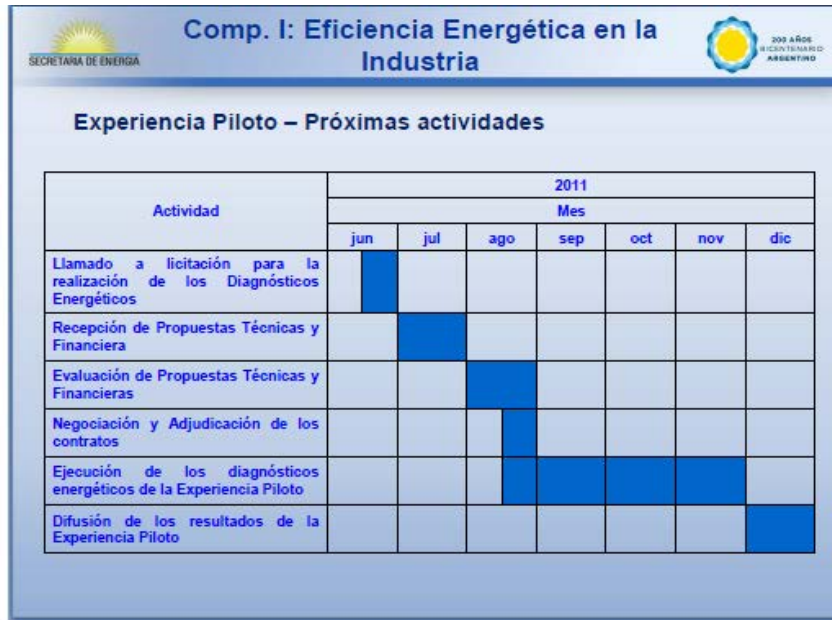 Comp. I: Eficiencia Energética en la
Industria
SECRETARIA DE ENERGIA
200 AÑOS
BICENTENARIO
ARGENTINO
Experiencia Piloto – Próximas actividades
Actividad
2011
Mes
jun jul ago sep oct nov dic
Llamado a licitación para la
realización de los Diagnósticos
Energéticos
Recepción de Propuestas Técnicas y
Financiera
Evaluación de Propuestas Técnicas y
Financieras
Negociación y Adjudicación de los
contratos
Ejecución de los diagnósticos
energéticos de la Experiencia Piloto
Difusión de los resultados de la
Experiencia Piloto